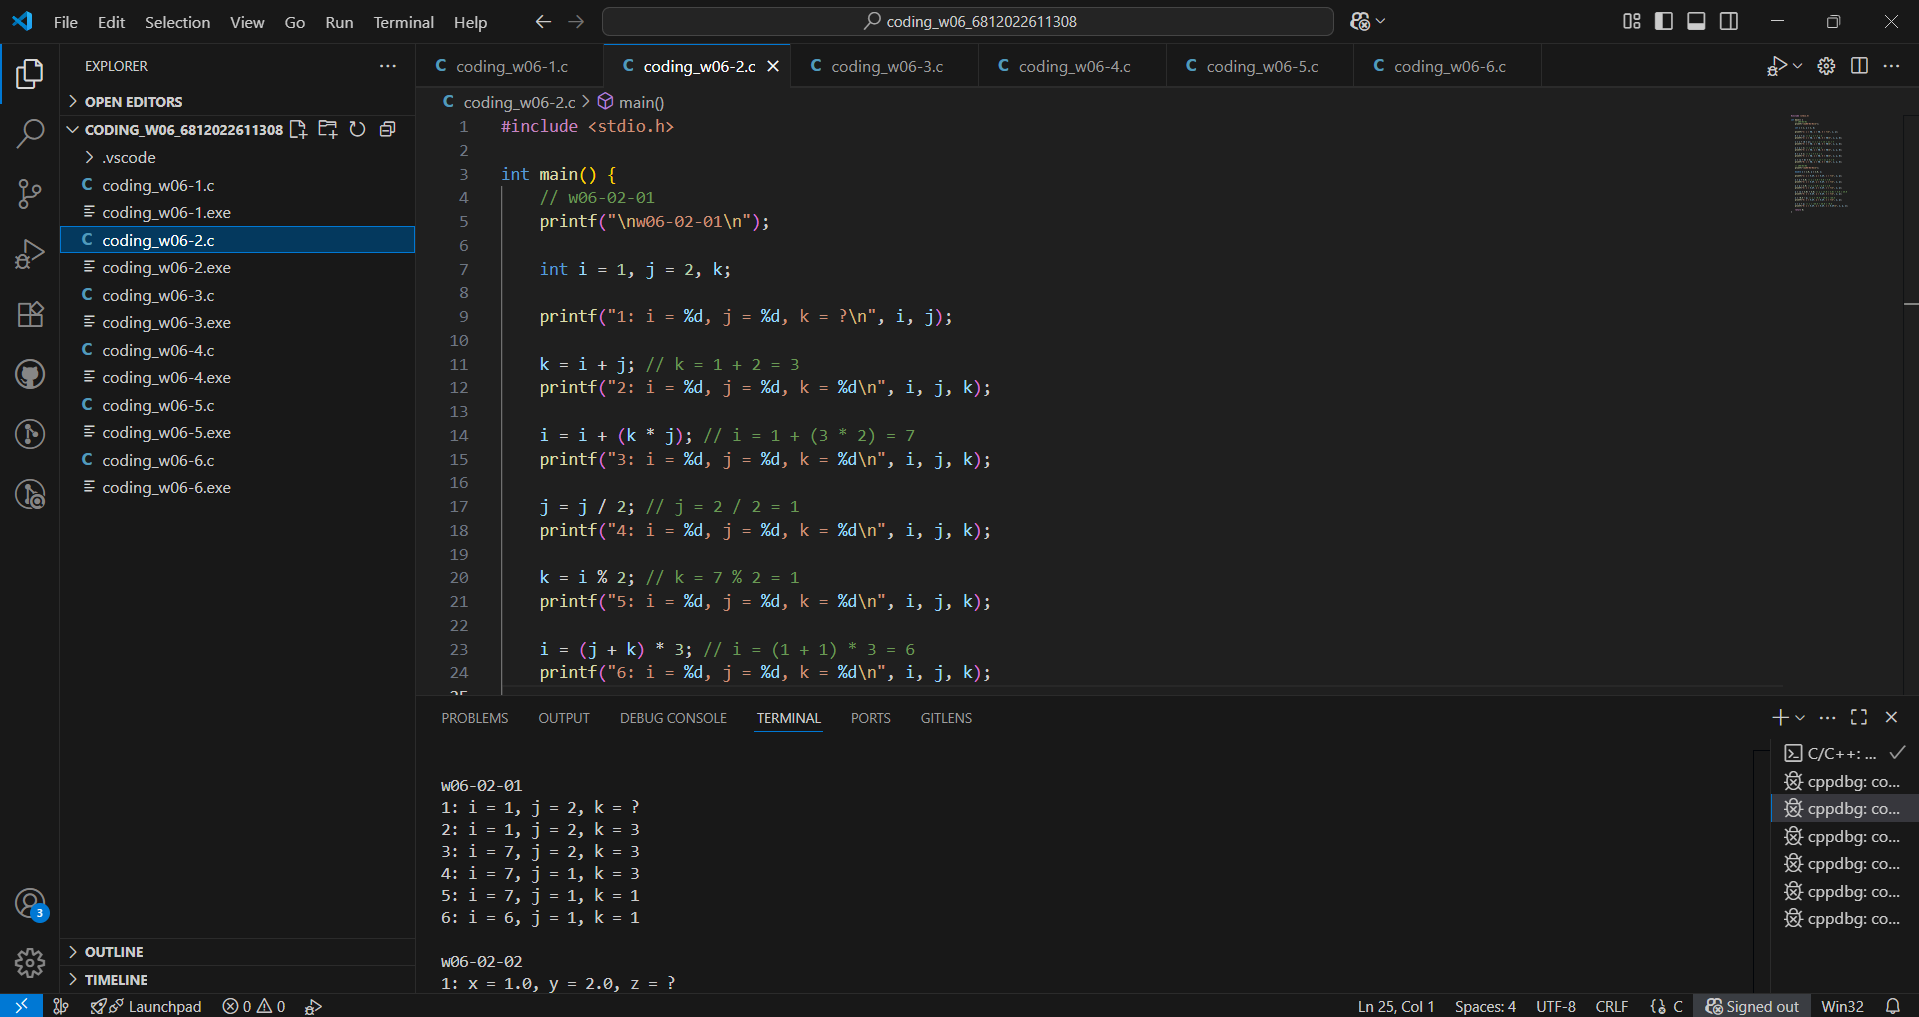 File Edit Selection View Go Run Terminal Help
coding_w06_6812022611308
EXPLORER
OPEN EDITORS
CODING_W06_6812022611308
.vscode
coding_w06-1.c
coding_w06-1.exe
coding_w06-2.c
coding_w06-2.exe
coding_w06-3.c
coding_w06-3.exe
coding_w06-4.c
coding_w06-4.exe
coding_w06-5.c
coding_w06-5.exe
coding_w06-6.c
coding_w06-6.exe
OUTLINE
TIMELINE
3
C coding_w06-1.c C coding_w06-2.c C coding_w06-3.c C coding_w06-4.c C coding_w06-5.c C coding_w06-6.c
C coding_w06-2.c > main()
1 #include <stdio.h>
2
3 int main() {
4 // w06-02-01
5 printf("\nw06-02-01\n");
6
7 int i = 1, j = 2, k;
8
9 printf("1: i = %d, j = %d, k = ?\n", i, j);
10
11 k = i + j; // k = 1 + 2 = 3
12 printf("2: i = %d, j = %d, k = %d\n", i, j, k);
13
14 i = i + (k * j); // i = 1 + (3 * 2) = 7
15 printf("3: i = %d, j = %d, k = %d\n", i, j, k);
16
17 j = j / 2; // j = 2 / 2 = 1
18 printf("4: i = %d, j = %d, k = %d\n", i, j, k);
19
20 k = i % 2; // k = 7 % 2 = 1
21 printf("5: i = %d, j = %d, k = %d\n", i, j, k);
22
23 i = (j + k) * 3; // i = (1 + 1) * 3 = 6
24 printf("6: i = %d, j = %d, k = %d\n", i, j, k);
25
PROBLEMS OUTPUT DEBUG CONSOLE TERMINAL PORTS GITLENS
w06-02-01
1: i = 1, j = 2, k = ?
2: i = 1, j = 2, k = 3
3: i = 7, j = 2, k = 3
4: i = 7, j = 1, k = 3
5: i = 7, j = 1, k = 1
6: i = 6, j = 1, k = 1
w06-02-02
1: x = 1.0, y = 2.0, z = ?
C/C++: ...
cppdbg: co...
cppdbg: co...
cppdbg: co...
cppdbg: co...
cppdbg: co...
cppdbg: co...
Launchpad 0 0 Ln 25, Col 1 Spaces: 4 UTF-8 CRLF {} C Signed out Win32